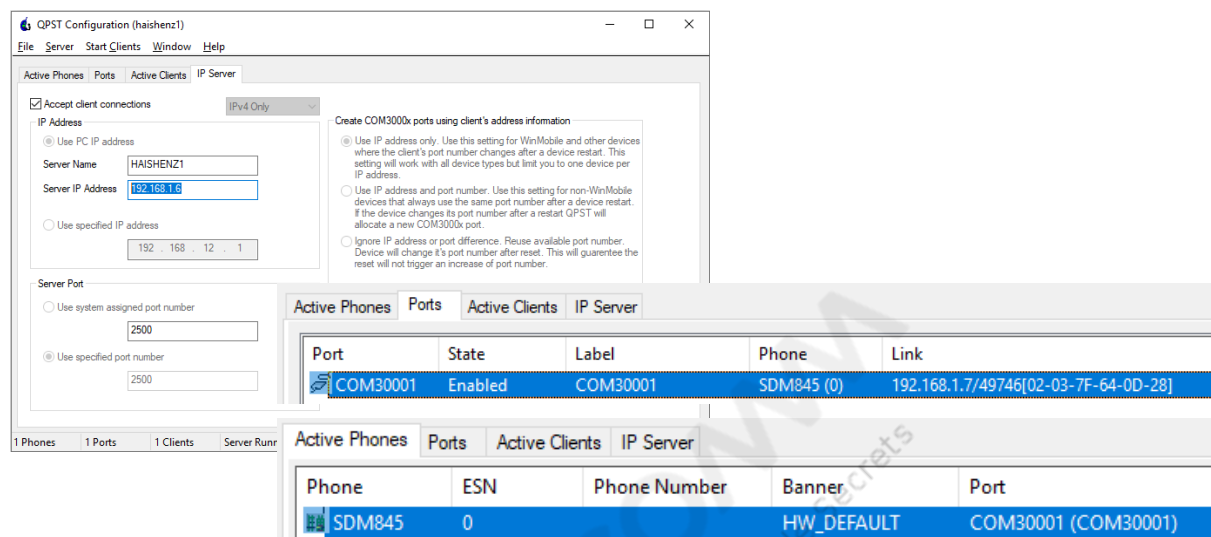 QPST Configuration (haishenz1)
File Server Start Clients Window Help
Active Phones Ports Active Clients IP Server
Accept client connections
IPv4 Only
IP Address
Use PC IP address
Server Name HAISHENZ1
Server IP Address 192.168.1.6
Use specified IP address
192 . 168 . 12 . 1
Server Port
Use system assigned port number
2500
Use specified port number
2500
Create COM3000x ports using client's address information
Use IP address only. Use this setting for WinMobile and other devices
where the client's port number changes after a device restart. This
setting will work with all device types but limit you to one device per
IP address.
Use IP address and port number. Use this setting for non-WinMobile
devices that always use the same port number after a device restart.
If the device changes its port number after a restart QPST will
allocate a new COM3000x port.
Ignore IP address or port difference. Reuse available port number.
Device will change it's port number after reset. This will guarentee the
reset will not trigger an increase of port number.
1 Phones 1 Ports 1 Clients Server Runn
Active Phones Ports Active Clients IP Server
Port State Label Phone Link
COM30001 Enabled COM30001 SDM845 (0) 192.168.1.7/49746[02-03-7F-64-0D-28]
Active Phones Ports Active Clients IP Server
Phone ESN Phone Number Banner Port
SDM845 0 HW_DEFAULT COM30001 (COM30001)